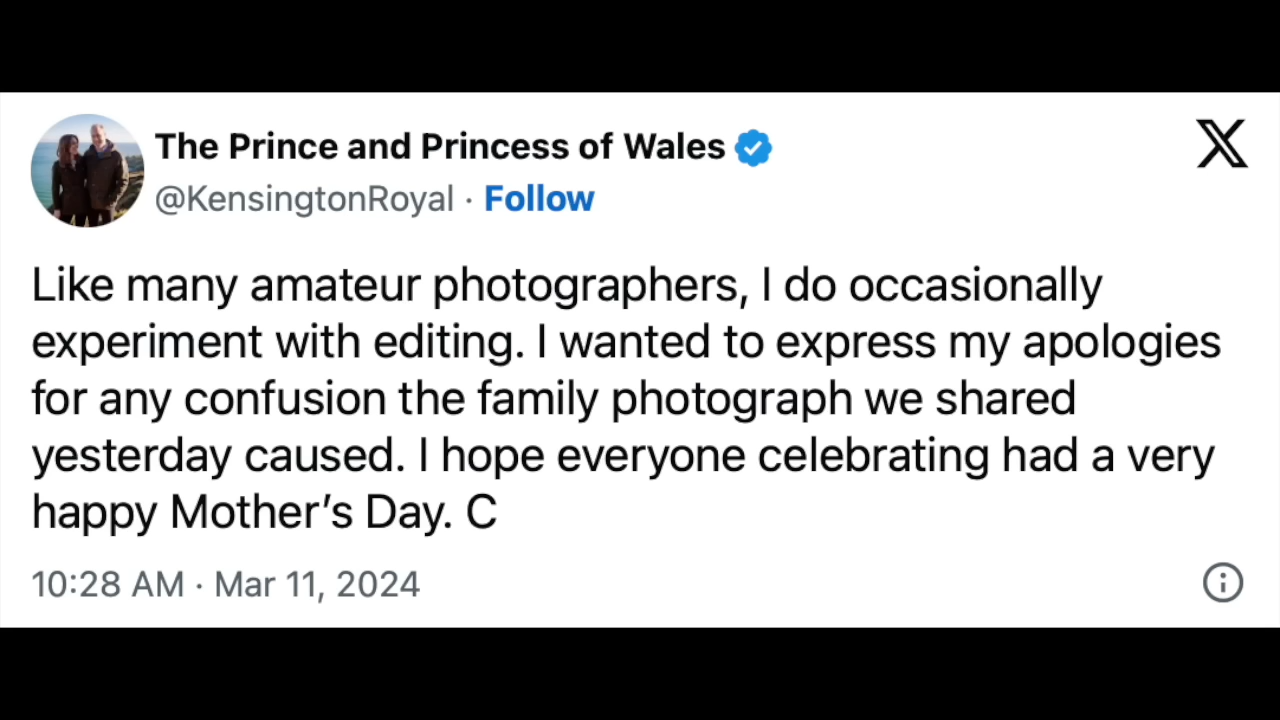 The Prince and Princess of Wales
@KensingtonRoyal · Follow
Like many amateur photographers, I do occasionally
experiment with editing. I wanted to express my apologies
for any confusion the family photograph we shared
yesterday caused. I hope everyone celebrating had a very
happy Mother’s Day. C
10:28 AM · Mar 11, 2024